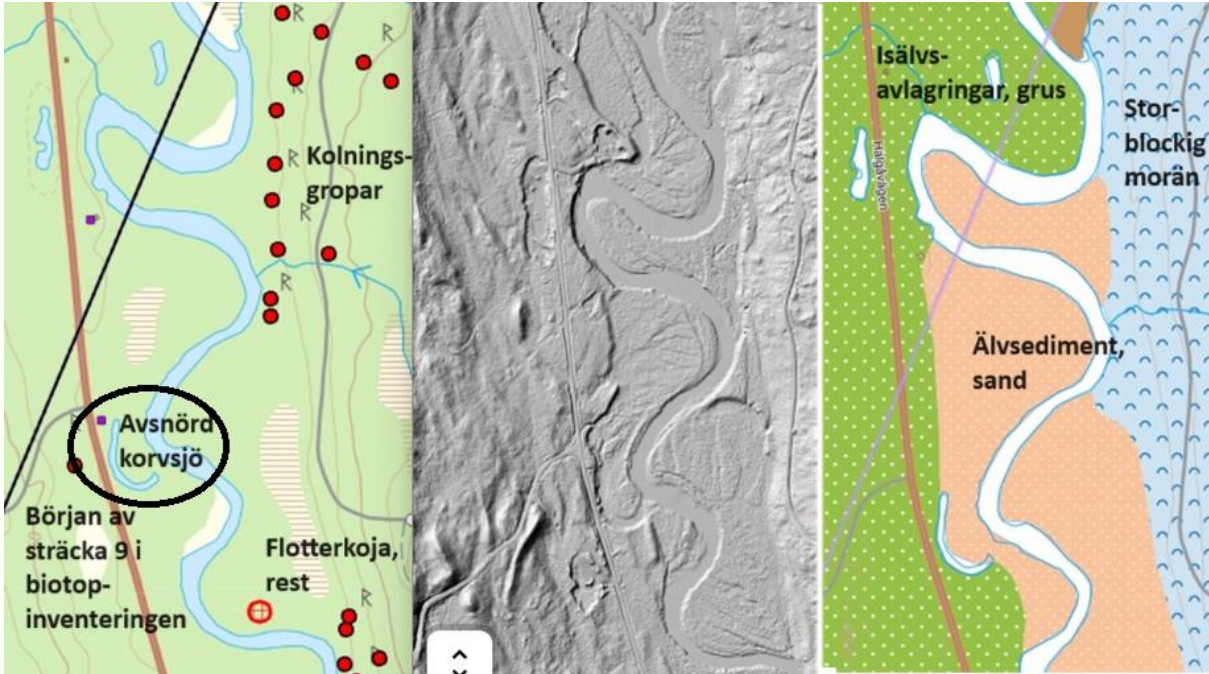 Kolnings-
gropar
Avsnörd
korvsjö
Början av
sträcka 9 i
biotop-
inventeringen
Flotterkoja,
rest
Isälvs-
avlagringar, grus
Stor-
blockig
morän
Halgåvägen
Älvsediment,
sand